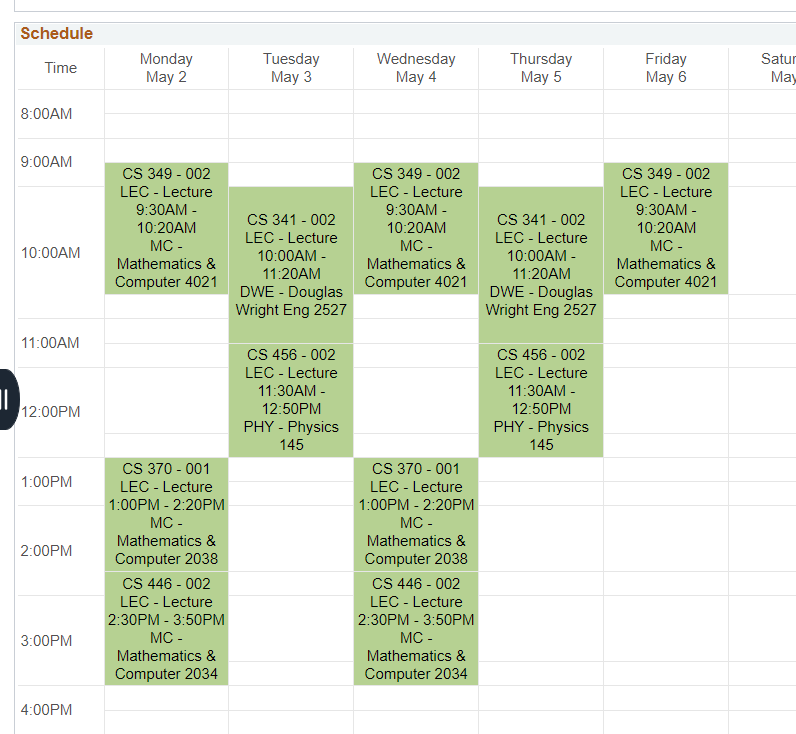 Schedule
Time
Monday
May 2
Tuesday
May 3
Wednesday
May 4
Thursday
May 5
Friday
May 6
Satur
May
8:00AM
9:00AM
CS 349 - 002
LEC - Lecture
9:30AM -
10:20AM
MC -
Mathematics &
Computer 4021
CS 341 - 002
LEC - Lecture
10:00AM -
11:20AM
DWE - Douglas
Wright Eng 2527
CS 349 - 002
LEC - Lecture
9:30AM -
10:20AM
MC -
Mathematics &
Computer 4021
CS 341 - 002
LEC - Lecture
10:00AM -
11:20AM
DWE - Douglas
Wright Eng 2527
CS 349 - 002
LEC - Lecture
9:30AM -
10:20AM
MC -
Mathematics &
Computer 4021
10:00AM
11:00AM
CS 456 - 002
LEC - Lecture
11:30AM -
12:50PM
PHY - Physics
145
CS 456 - 002
LEC - Lecture
11:30AM -
12:50PM
PHY - Physics
145
12:00PM
1:00PM
CS 370 - 001
LEC - Lecture
1:00PM - 2:20PM
MC -
Mathematics &
Computer 2038
CS 370 - 001
LEC - Lecture
1:00PM - 2:20PM
MC -
Mathematics &
Computer 2038
2:00PM
CS 446 - 002
LEC - Lecture
2:30PM - 3:50PM
MC -
Mathematics &
Computer 2034
CS 446 - 002
LEC - Lecture
2:30PM - 3:50PM
MC -
Mathematics &
Computer 2034
3:00PM
4:00PM